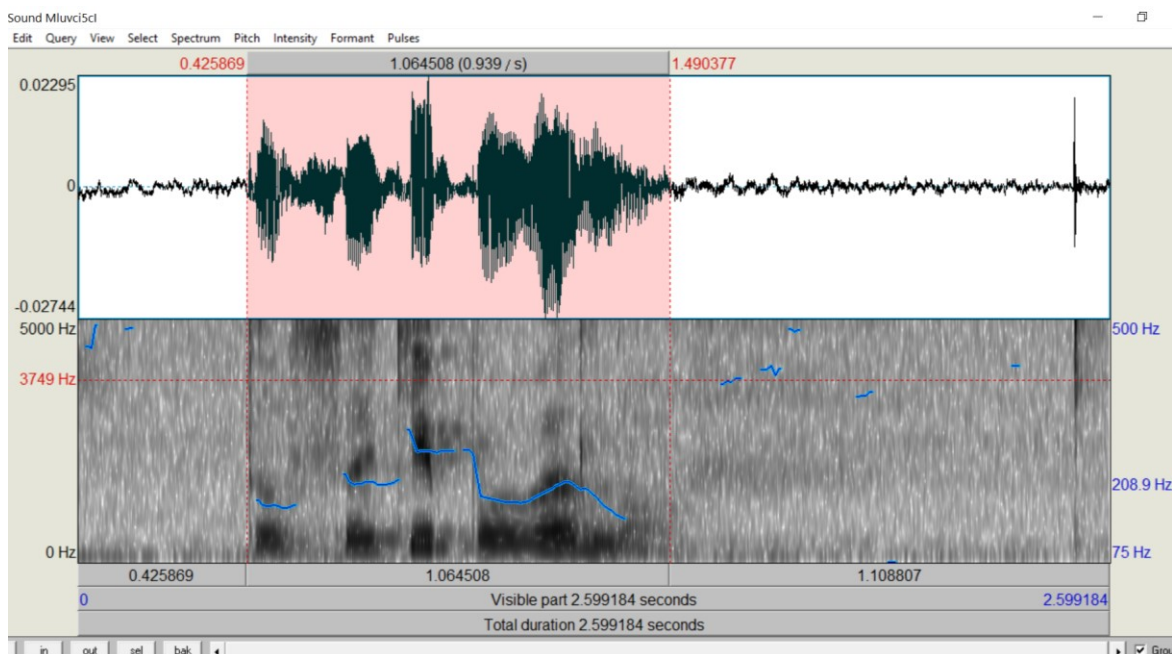 Sound Mluvci5cl
Edit Query View Select Spectrum Pitch Intensity Formant Pulses
0.425869 1.064508 (0.939 / s) 1.490377
0.02295
0
-0.02744
5000 Hz 500 Hz
3749 Hz
208.9 Hz
0 Hz 75 Hz
0.425869 1.064508 1.108807
0 Visible part 2.599184 seconds 2.599184
Total duration 2.599184 seconds
in out sel bak Grou